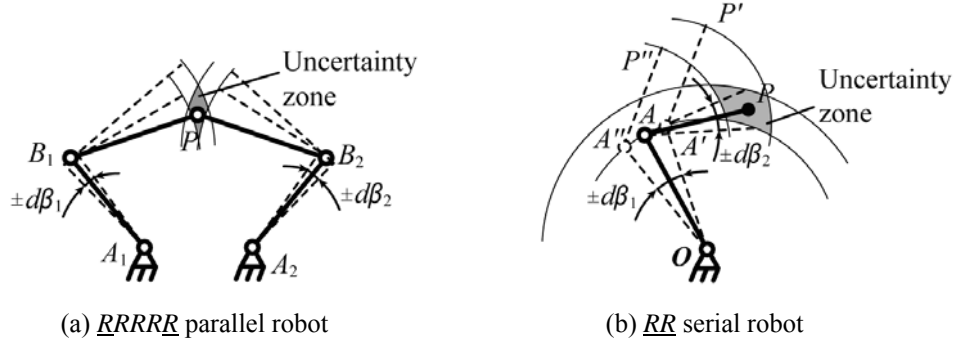 Uncertainty
zone
P
B1
B2
±dβ1
±dβ2
A1
A2
(a) RRRRR parallel robot
P'
P''
Uncertainty
zone
A
P
A''
A'
±dβ2
±dβ1
O
(b) RR serial robot